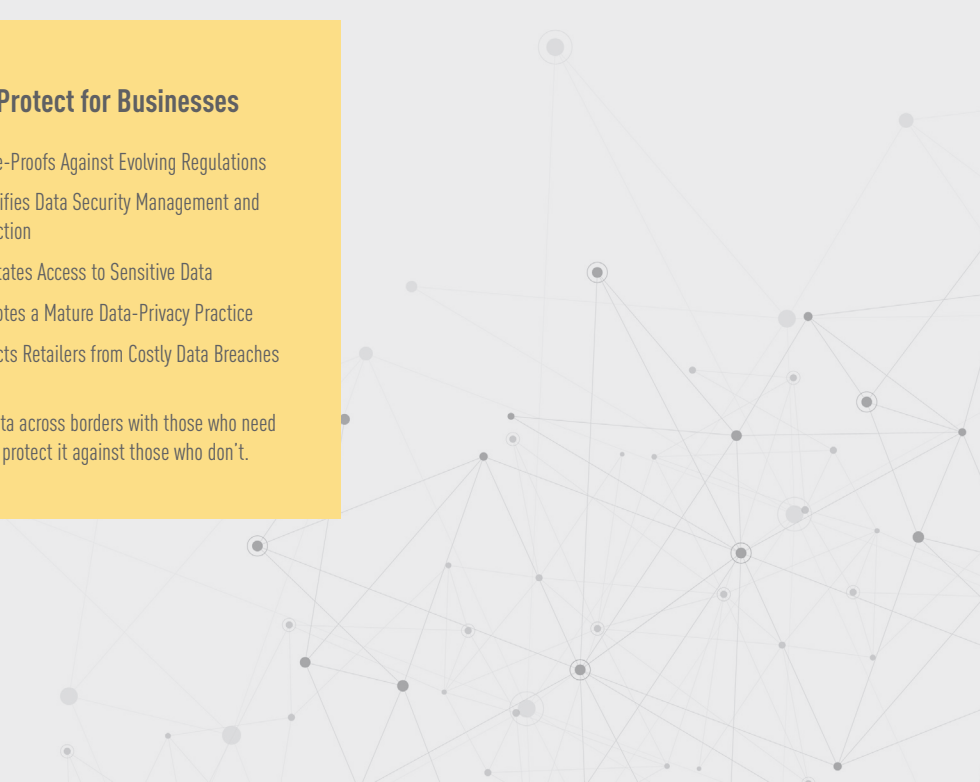 Protect for Businesses
e-Proofs Against Evolving Regulations
ifies Data Security Management and
ction
tates Access to Sensitive Data
otes a Mature Data-Privacy Practice
cts Retailers from Costly Data Breaches
ta across borders with those who need
protect it against those who don't.